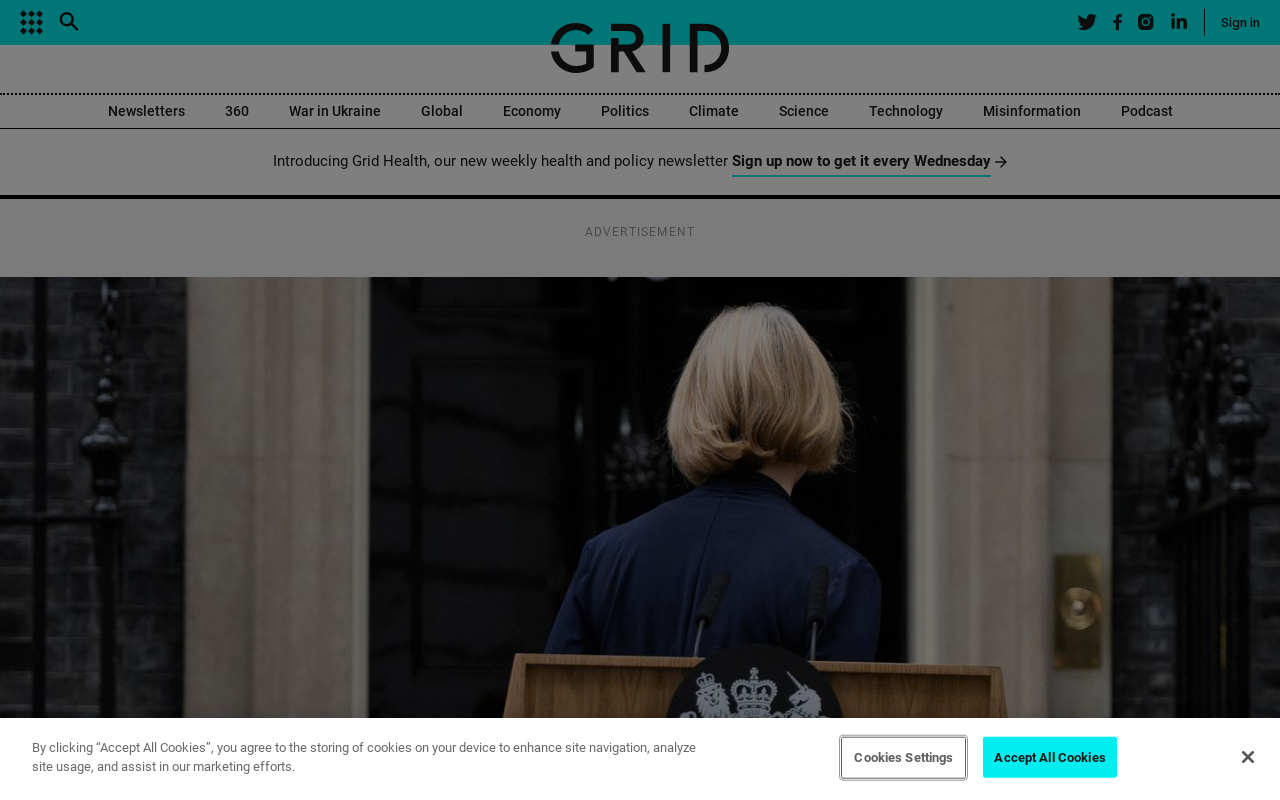 GRID
Sign in
Newsletters 360 War in Ukraine Global Economy Politics Climate Science Technology Misinformation Podcast
Introducing Grid Health, our new weekly health and policy newsletter Sign up now to get it every Wednesday
ADVERTISEMENT
By clicking “Accept All Cookies”, you agree to the storing of cookies on your device to enhance site navigation, analyze
site usage, and assist in our marketing efforts.
Cookies Settings
Accept All Cookies